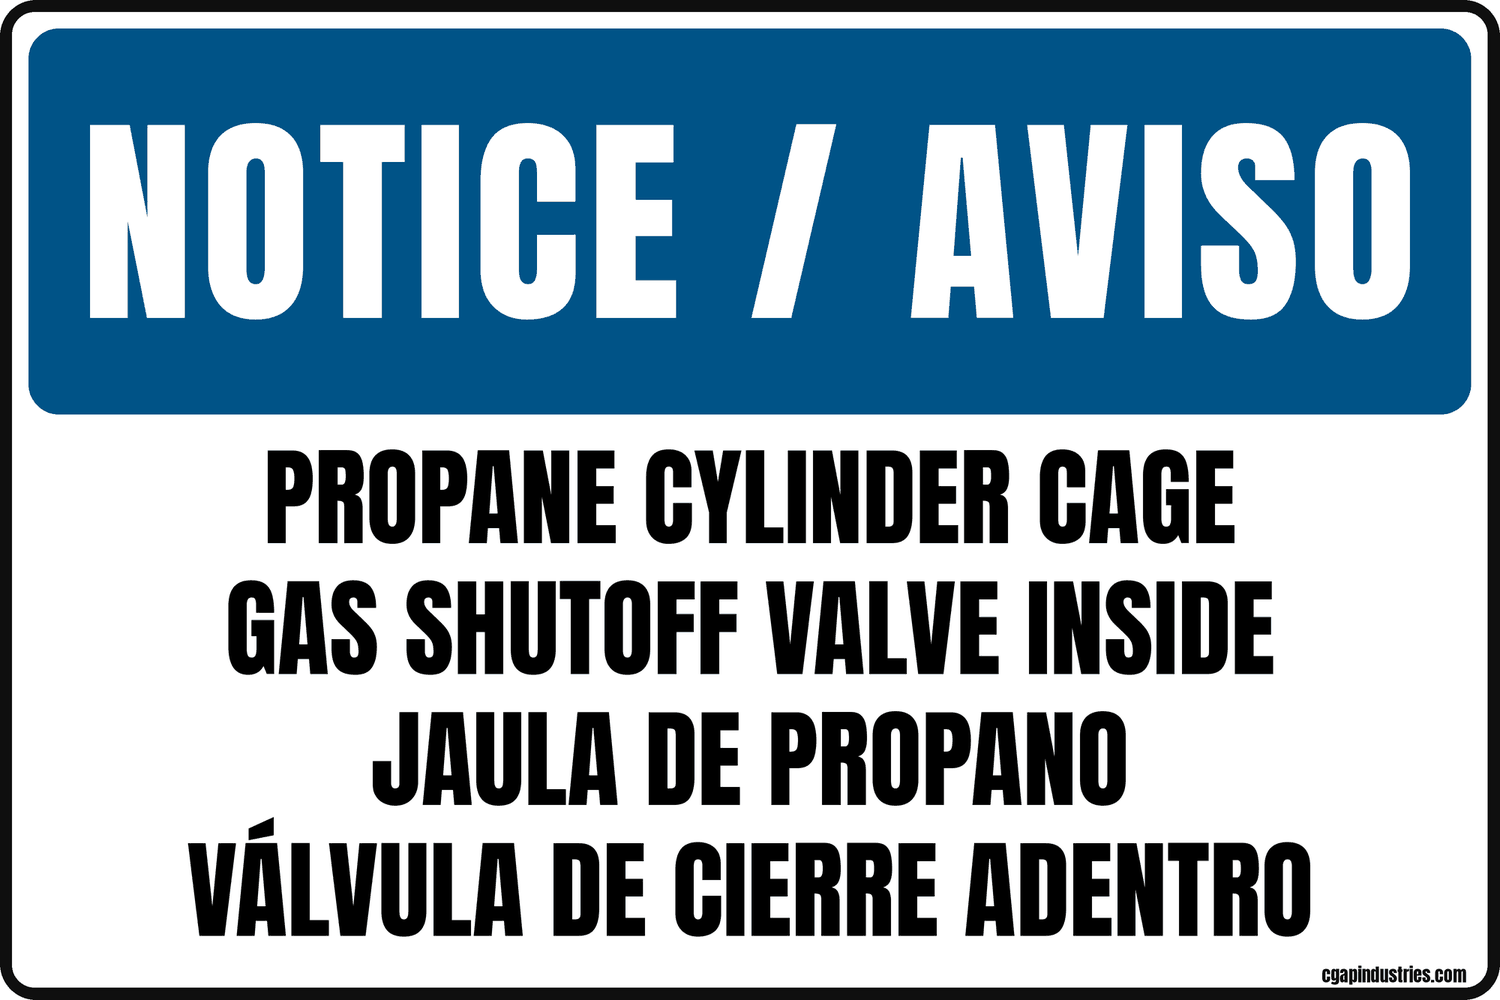 NOTICE / AVISO
PROPANE CYLINDER CAGE
GAS SHUTOFF VALVE INSIDE
JAULA DE PROPANO
VÁLVULA DE CIERRE ADENTRO
cgapindustries.com